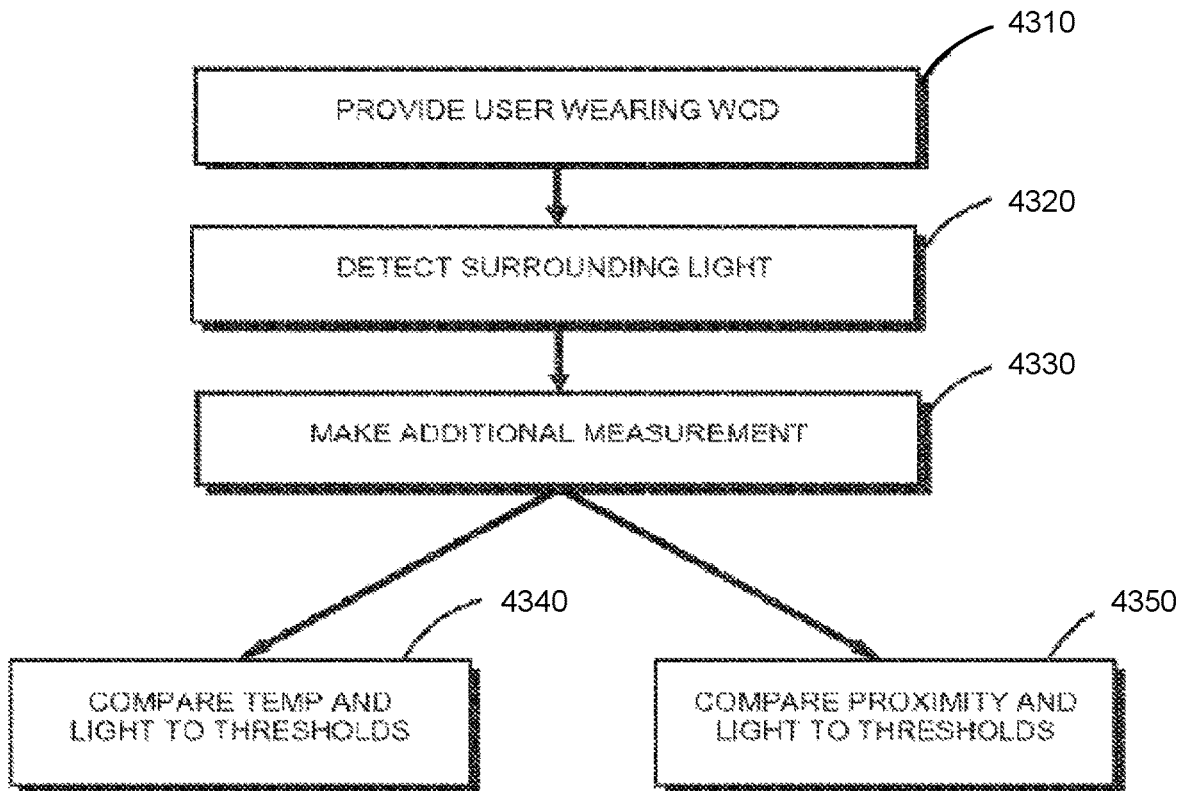 4310
PROVIDE USER WEARING WCD
4320
DETECT SURROUNDING LIGHT
4330
MAKE ADDITIONAL MEASUREMENT
4340
COMPARE TEMP AND
LIGHT TO THRESHOLDS
4350
COMPARE PROXIMITY AND
LIGHT TO THRESHOLDS